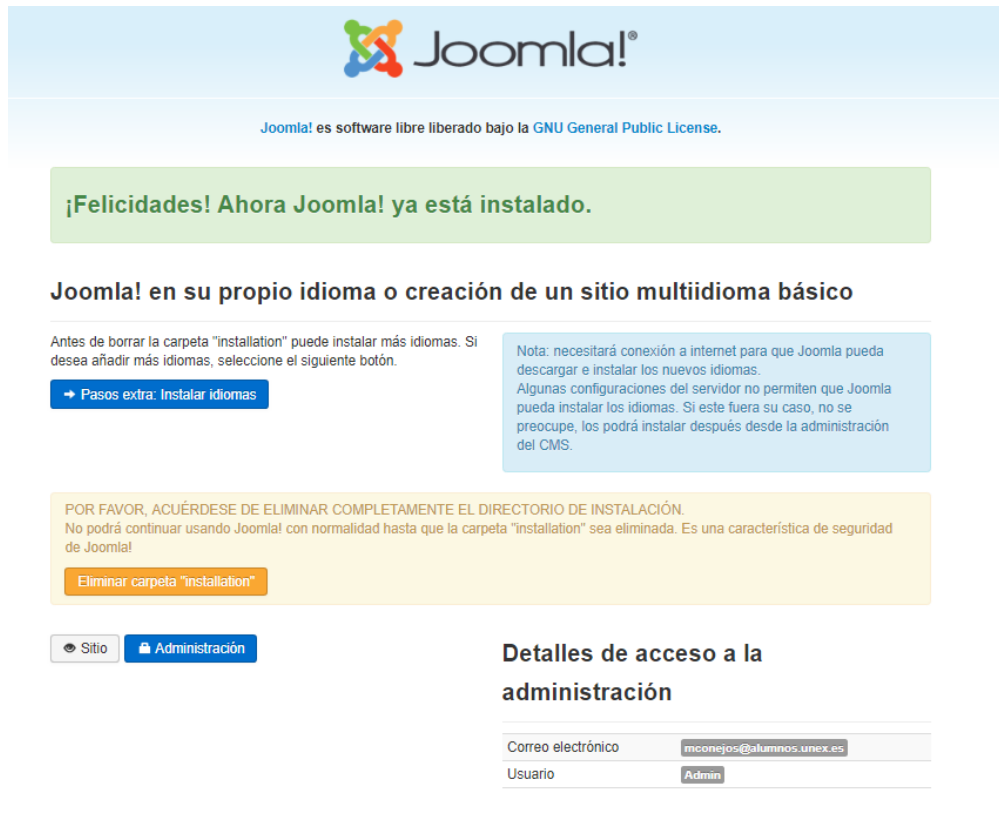 Joomla!®
Joomla! es software libre liberado bajo la GNU General Public License.
¡Felicidades! Ahora Joomla! ya está instalado.
Joomla! en su propio idioma o creación de un sitio multiidioma básico
Antes de borrar la carpeta "installation" puede instalar más idiomas. Si
desea añadir más idiomas, seleccione el siguiente botón.
Pasos extra: Instalar idiomas
Nota: necesitará conexión a internet para que Joomla pueda
descargar e instalar los nuevos idiomas.
Algunas configuraciones del servidor no permiten que Joomla
pueda instalar los idiomas. Si este fuera su caso, no se
preocupe, los podrá instalar después desde la administración
del CMS.
POR FAVOR, ACUÉRDESE DE ELIMINAR COMPLETAMENTE EL DIRECTORIO DE INSTALACIÓN.
No podrá continuar usando Joomla! con normalidad hasta que la carpeta "installation" sea eliminada. Es una característica de seguridad
de Joomla!
Eliminar carpeta "installation"
Sitio
Administración
Detalles de acceso a la
administración
Correo electrónico mconejos@alumnos.unex.es
Usuario Admin